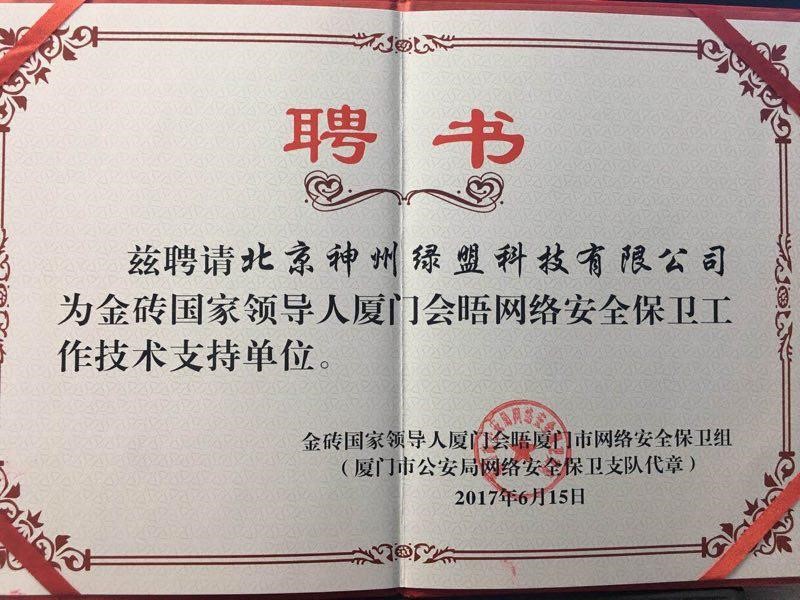 聘书
兹聘请北京神州绿盟科技有限公司
为金砖国家领导人厦门会晤网络安全保卫工
作技术支持单位。
金砖国家领导人厦门会晤厦门市网络安全保卫组
（厦门市公安局网络安全保卫支队代章）
2017年6月15日